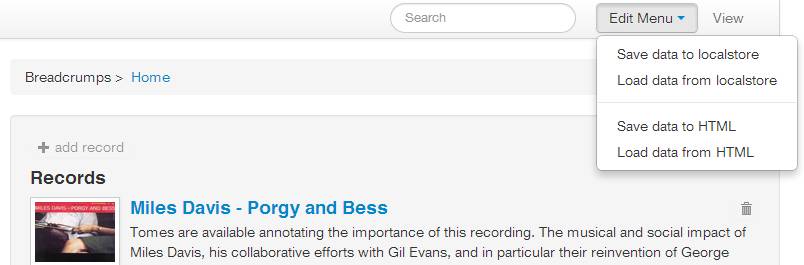 Search
Edit Menu
View
Save data to localstore
Load data from localstore
Save data to HTML
Load data from HTML
Breadcrumps > Home
add record
Records
MILES DAVIS - PORGY AND BESS
Miles Davis - Porgy and Bess
Tomes are available annotating the importance of this recording. The musical and social impact of
Miles Davis, his collaborative efforts with Gil Evans, and in particular their reinvention of George